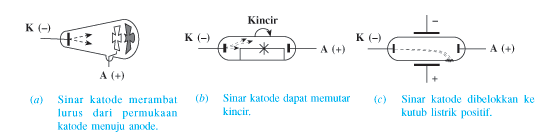 K (–)
A (+)
(a) Sinar katode merambat
lurus dari permukaan
katode menuju anode.
Kincir
K (–)
A (+)
(b) Sinar katode dapat memutar
kincir.
–
K (–)
A (+)
+
(c) Sinar katode dibelokkan ke
kutub listrik positif.